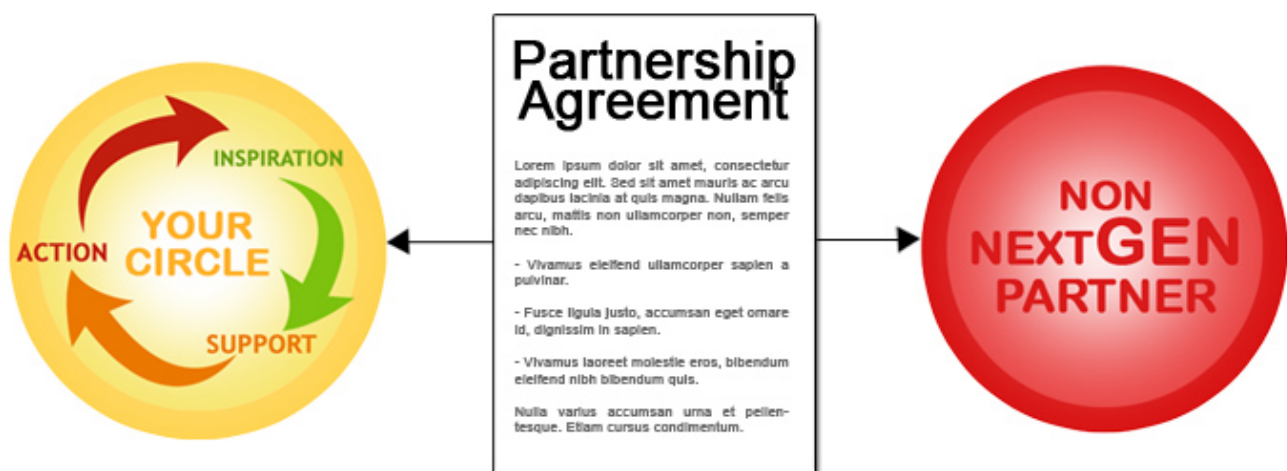 INSPIRATION
YOUR
CIRCLE
ACTION
SUPPORT
Partnership
Agreement
Lorem ipsum dolor sit amet, consectetur
adipiscing elit. Sed sit amet mauris ac arcu
dapibus lacinia at quis magna. Nullam felis
arcu, mattis non ullamcorper non, semper
nec nibh.
- Vivamus eleifend ullamcorper sapien a
pulvinar.
- Fusce ligula justo, accumsan eget ornare
id, dignissim in sapien.
- Vivamus laoreet molestie eros, bibendum
eleifend nibh bibendum quis.
Nulla varius accumsan urna et pellen-
tesque. Etiam cursus condimentum.
NON
NEXTGEN
PARTNER